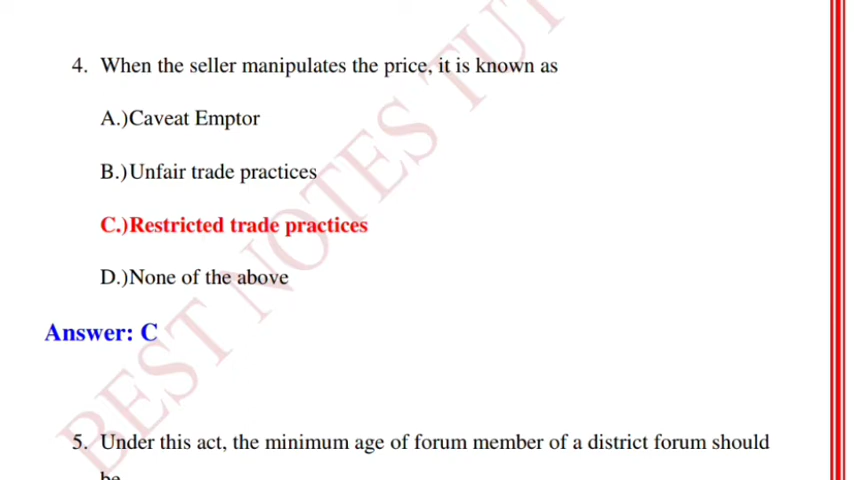 4. When the seller manipulates the price, it is known as
A.)Caveat Emptor
B.)Unfair trade practices
C.)Restricted trade practices
D.)None of the above
Answer: C
5. Under this act, the minimum age of forum member of a district forum should
be
BEST NOTES TUT